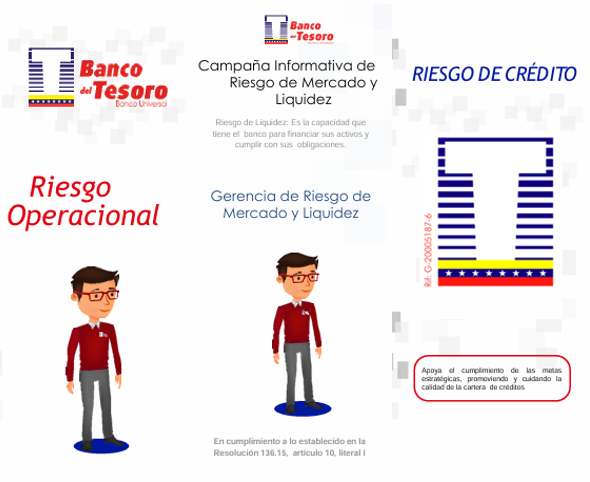 Banco
del Tesoro
Banco Universal
Riesgo
Operacional
Banco
del Tesoro
Campaña Informativa de
Riesgo de Mercado y
Liquidez
Riesgo de Liquidez: Es la capacidad que
tiene el banco para financiar sus activos y
cumplir con sus obligaciones.
Gerencia de Riesgo de
Mercado y Liquidez
En cumplimiento a lo establecido en la
Resolución 136.15, artículo 10, literal I
RIESGO DE CRÉDITO
Rif: G-20005187-6
Apoya el cumplimiento de las metas
estratégicas, promoviendo y cuidando la
calidad de la cartera de créditos